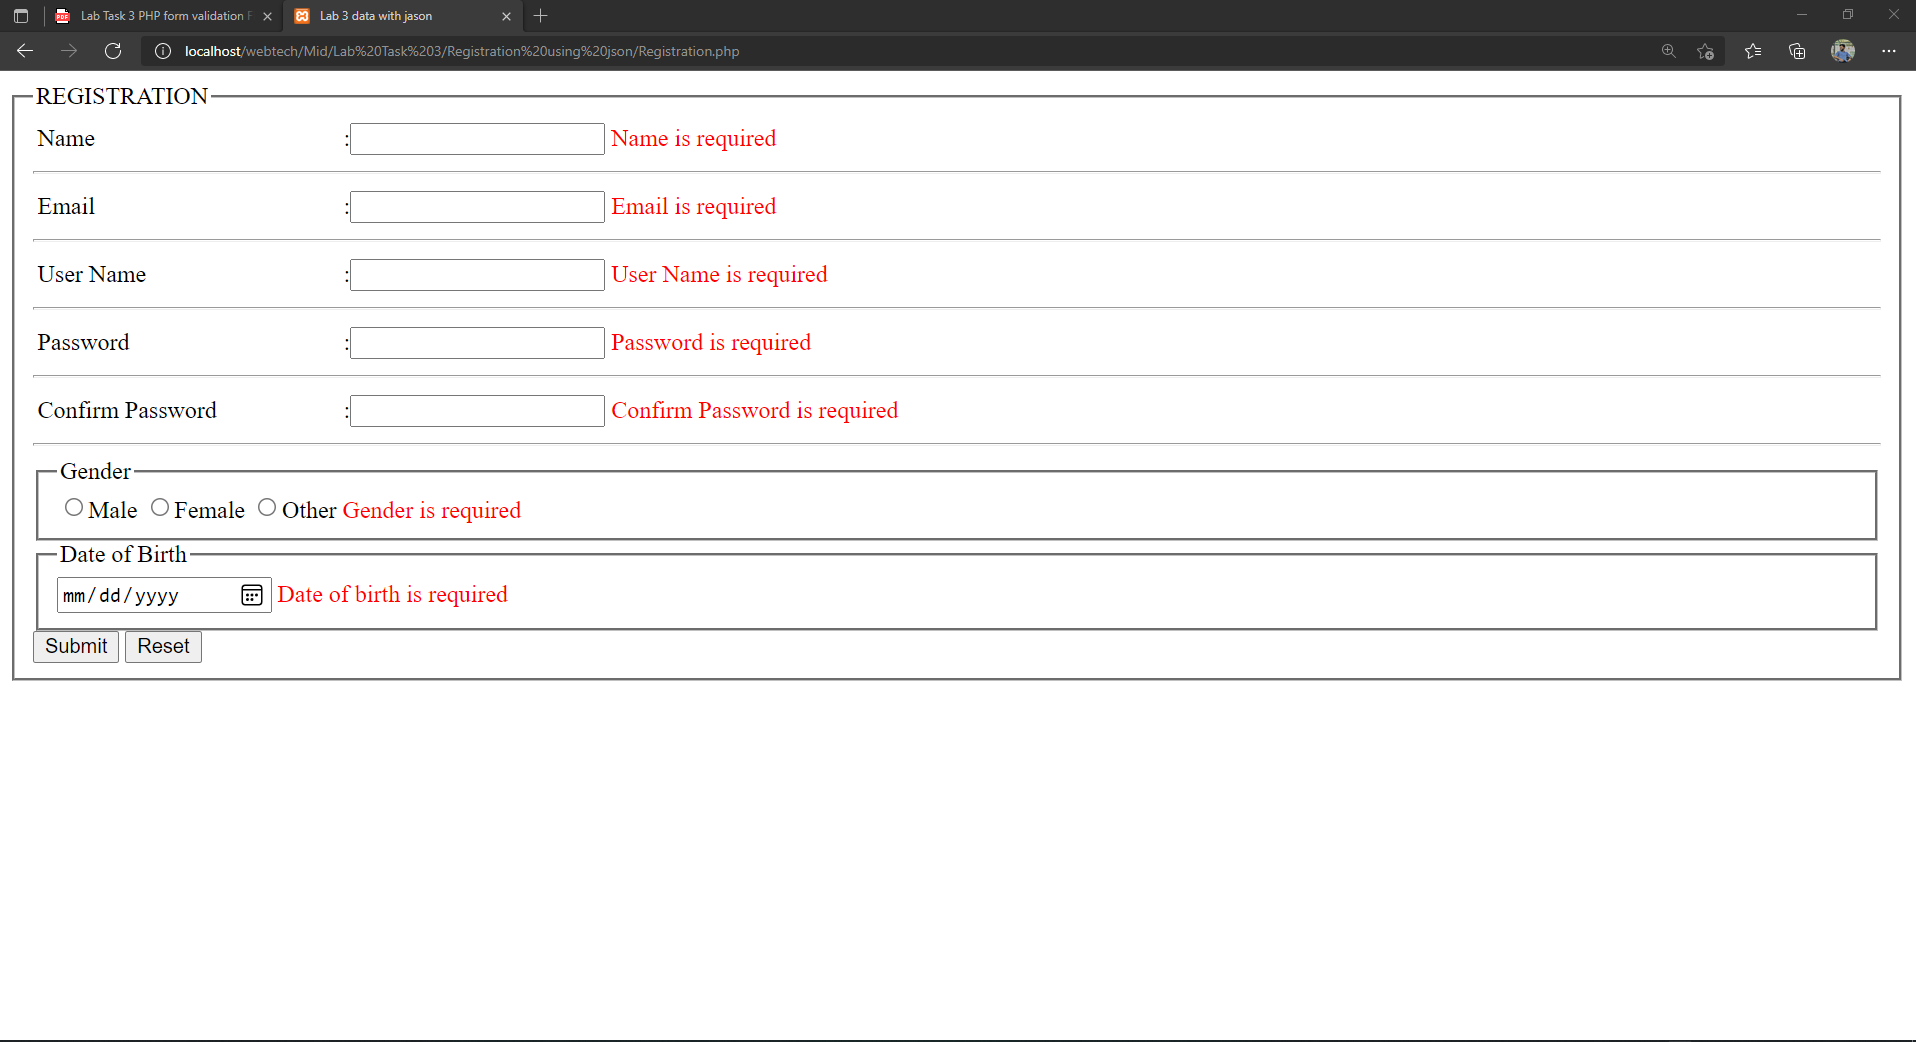 Lab Task 3 PHP form validation
Lab 3 data with jason
localhost/webtech/Mid/Lab%20Task%203/Registration%20using%20json/Registration.php
REGISTRATION
Name : Name is required
Email : Email is required
User Name : User Name is required
Password : Password is required
Confirm Password : Confirm Password is required
Gender
Male Female Other Gender is required
Date of Birth
mm/dd/yyyy Date of birth is required
Submit Reset